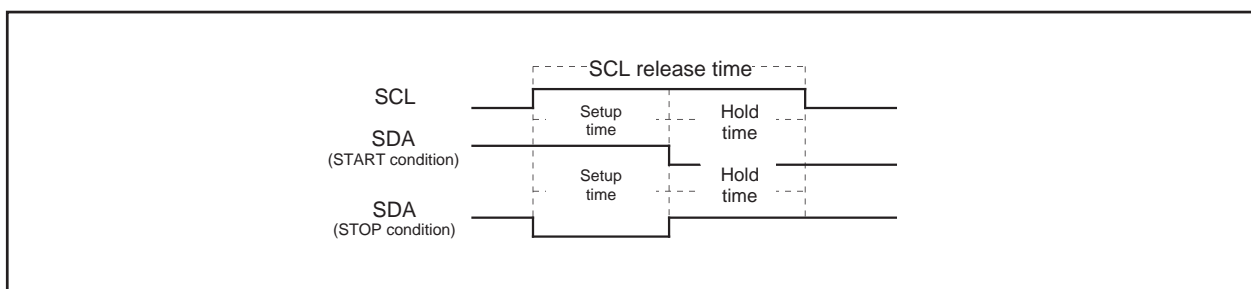 SCL release time
SCL
Setup
time
Hold
time
SDA
(START condition)
Setup
time
Hold
time
SDA
(STOP condition)